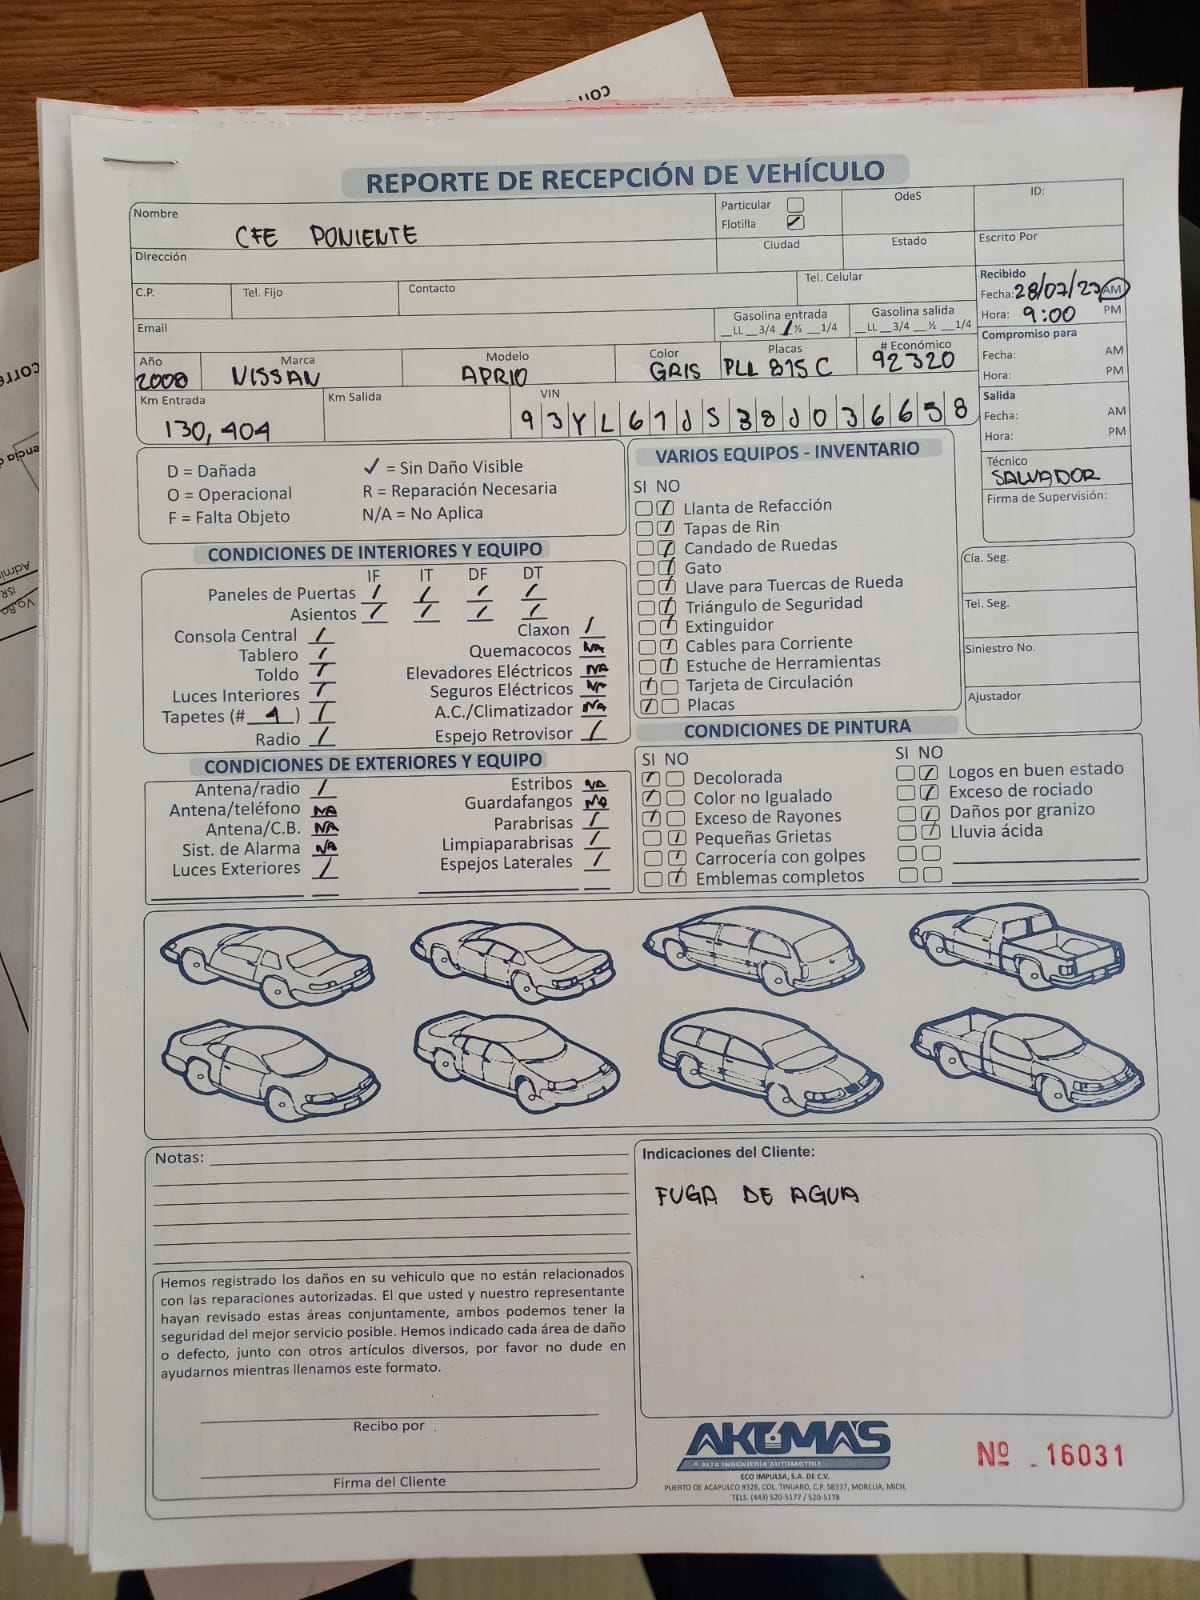 REPORTE DE RECEPCIÓN DE VEHÍCULO
Nombre
CFE PONIENTE
Particular
Flotilla ✓
OdeS
ID:
Dirección
Ciudad
Estado
Escrito Por
C.P.
Tel. Fijo
Contacto
Tel. Celular
Recibido
Fecha: 28/07/23 AM
Hora: 9:00 PM
Email
Gasolina entrada
__LL __3/4 ✓½ __1/4
Gasolina salida
__LL __3/4 __½ __1/4
Compromiso para
Fecha: AM
Hora: PM
Año
2008
Marca
NISSAN
Modelo
APRIO
Color
GRIS
Placas
PLL 815 C
# Económico
92320
Km Entrada
130,404
Km Salida
VIN
93YL61JS38J036658
Salida
Fecha: AM
Hora: PM
Técnico
SALVADOR
Firma de Supervisión:
D = Dañada
O = Operacional
F = Falta Objeto
✓ = Sin Daño Visible
R = Reparación Necesaria
N/A = No Aplica
CONDICIONES DE INTERIORES Y EQUIPO
IF IT DF DT
Paneles de Puertas / / / /
Asientos / / / /
Consola Central /
Tablero /
Toldo /
Luces Interiores /
Tapetes (# 4 ) /
Radio /
Claxon /
Quemacocos NA
Elevadores Eléctricos NA
Seguros Eléctricos NA
A.C./Climatizador NA
Espejo Retrovisor /
CONDICIONES DE EXTERIORES Y EQUIPO
Antena/radio /
Antena/teléfono NA
Antena/C.B. NA
Sist. de Alarma NA
Luces Exteriores /
Estribos NA
Guardafangos NA
Parabrisas /
Limpiaparabrisas /
Espejos Laterales /
VARIOS EQUIPOS - INVENTARIO
SI NO
Llanta de Refacción
Tapas de Rin
Candado de Ruedas
Gato
Llave para Tuercas de Rueda
Triángulo de Seguridad
Extinguidor
Cables para Corriente
Estuche de Herramientas
Tarjeta de Circulación
Placas
Cía. Seg.
Tel. Seg.
Siniestro No.
Ajustador
CONDICIONES DE PINTURA
SI NO
Decolorada
Color no Igualado
Exceso de Rayones
Pequeñas Grietas
Carrocería con golpes
Emblemas completos
SI NO
Logos en buen estado
Exceso de rociado
Daños por granizo
Lluvia ácida
Notas:
Indicaciones del Cliente:
FUGA DE AGUA
Hemos registrado los daños en su vehiculo que no están relacionados
con las reparaciones autorizadas. El que usted y nuestro representante
hayan revisado estas áreas conjuntamente, ambos podemos tener la
seguridad del mejor servicio posible. Hemos indicado cada área de daño
o defecto, junto con otros artículos diversos, por favor no dude en
ayudarnos mientras llenamos este formato.
Recibo por
Firma del Cliente
AKEMA'S
ALTA INGENIERÍA AUTOMOTRIZ
ECO IMPULSA, S.A. DE C.V.
PUERTO DE ACAPULCO #328, COL. TINIJARO, C.P. 58337, MORELIA, MICH.
TELS. (443) 520-5177 / 520-5178
Nº 16031